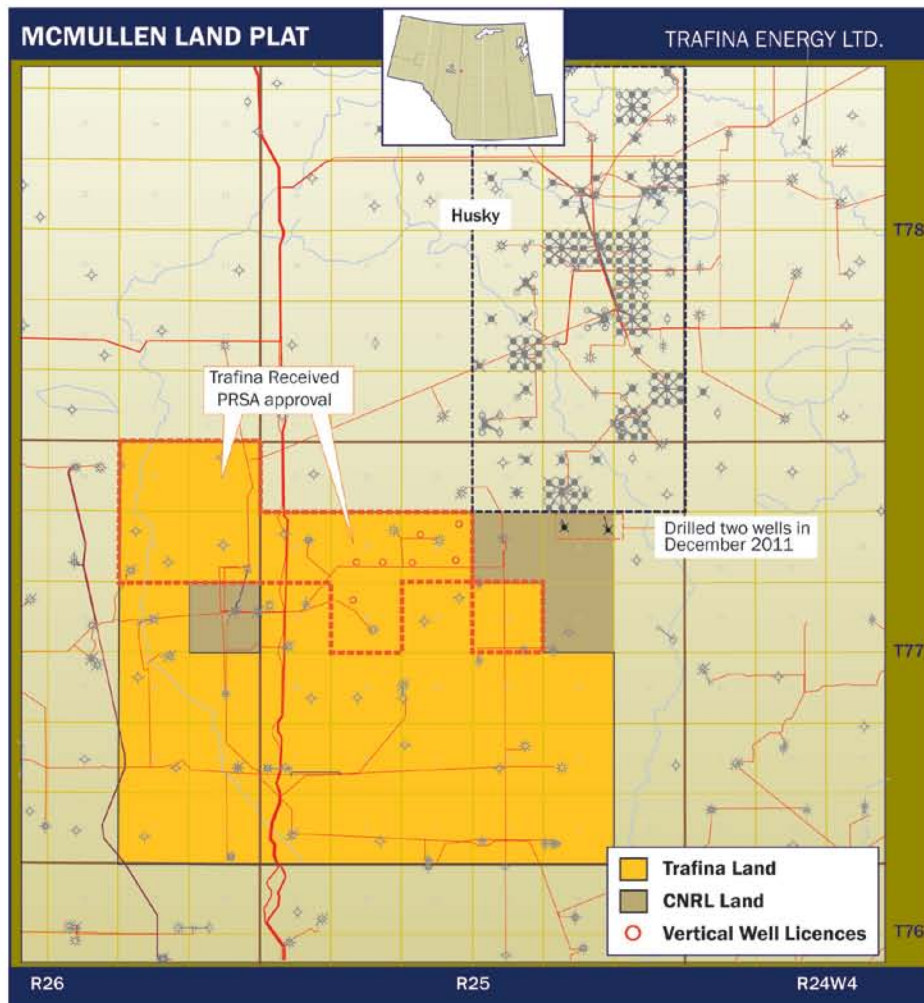 MCMULLEN LAND PLAT
TRAFINA ENERGY LTD.
Husky
T78
Trafina Received
PRSA approval
Drilled two wells in
December 2011
T77
Trafina Land
CNRL Land
Vertical Well Licences
T76
R26
R25
R24W4